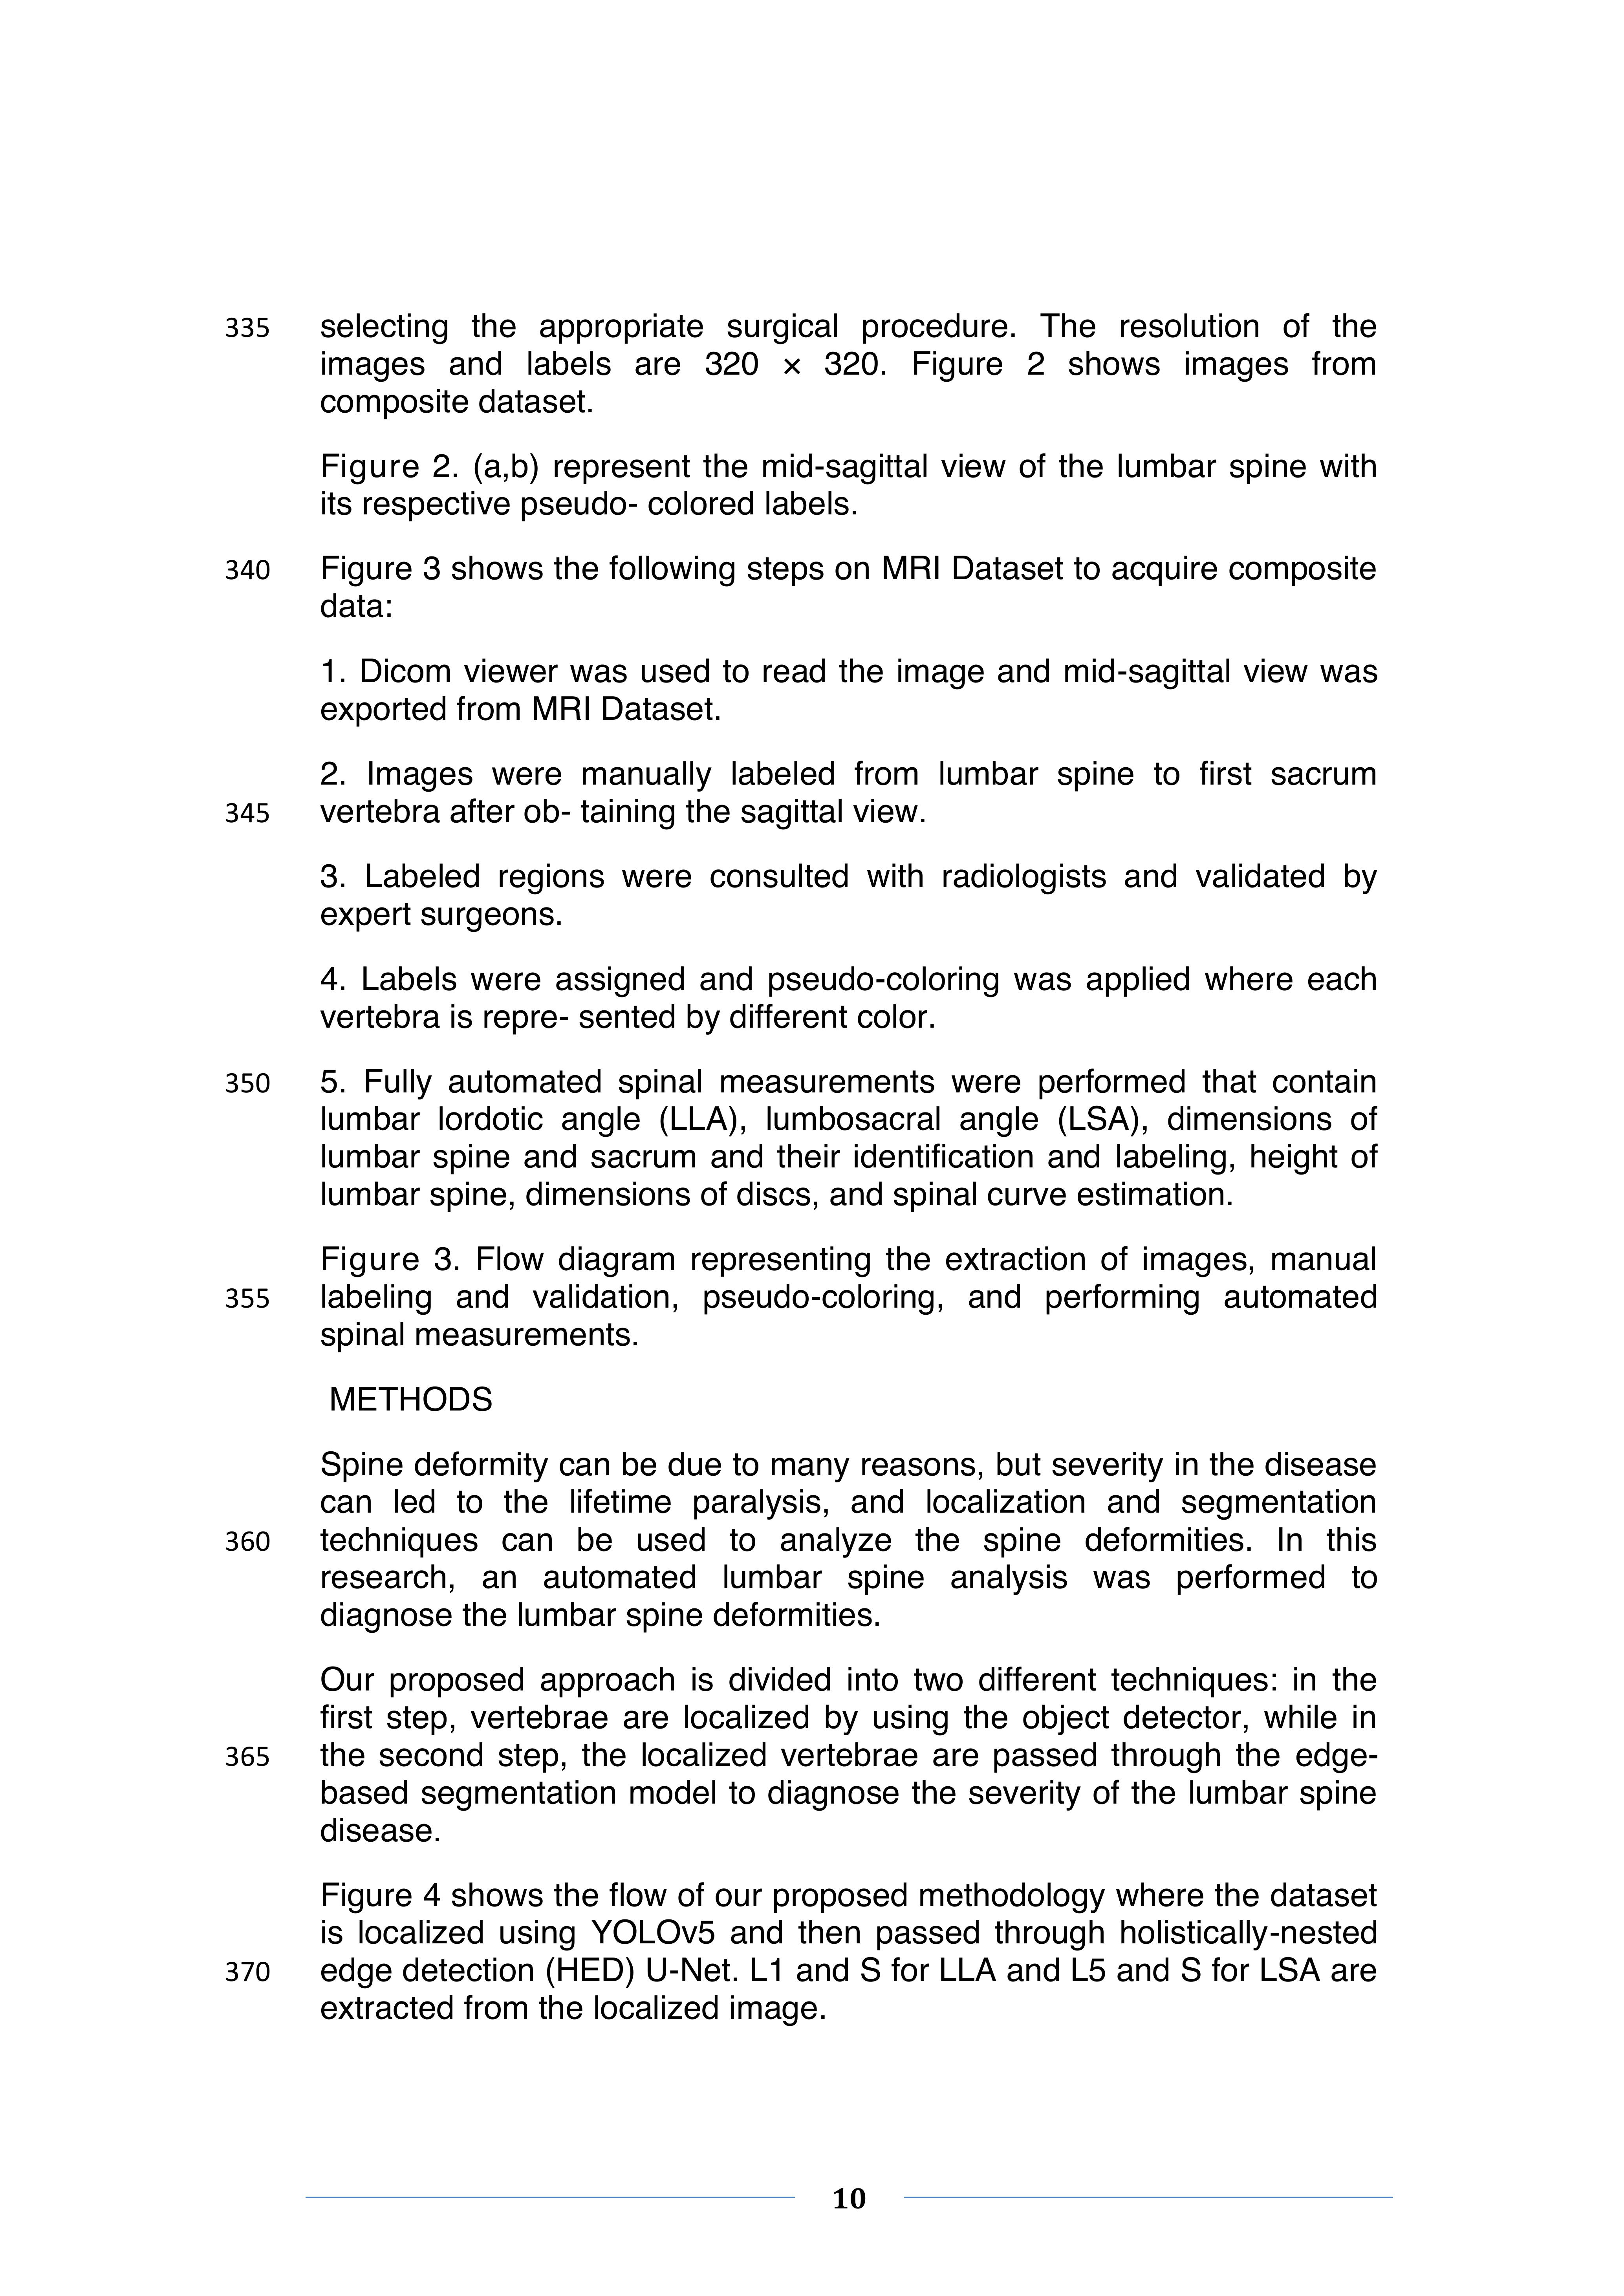 335 selecting the appropriate surgical procedure. The resolution of the
images and labels are 320 × 320. Figure 2 shows images from
composite dataset.
Figure 2. (a,b) represent the mid-sagittal view of the lumbar spine with
its respective pseudo- colored labels.
340 Figure 3 shows the following steps on MRI Dataset to acquire composite
data:
1. Dicom viewer was used to read the image and mid-sagittal view was
exported from MRI Dataset.
2. Images were manually labeled from lumbar spine to first sacrum
345 vertebra after ob- taining the sagittal view.
3. Labeled regions were consulted with radiologists and validated by
expert surgeons.
4. Labels were assigned and pseudo-coloring was applied where each
vertebra is repre- sented by different color.
350 5. Fully automated spinal measurements were performed that contain
lumbar lordotic angle (LLA), lumbosacral angle (LSA), dimensions of
lumbar spine and sacrum and their identification and labeling, height of
lumbar spine, dimensions of discs, and spinal curve estimation.
Figure 3. Flow diagram representing the extraction of images, manual
355 labeling and validation, pseudo-coloring, and performing automated
spinal measurements.
METHODS
Spine deformity can be due to many reasons, but severity in the disease
can led to the lifetime paralysis, and localization and segmentation
360 techniques can be used to analyze the spine deformities. In this
research, an automated lumbar spine analysis was performed to
diagnose the lumbar spine deformities.
Our proposed approach is divided into two different techniques: in the
first step, vertebrae are localized by using the object detector, while in
365 the second step, the localized vertebrae are passed through the edge-
based segmentation model to diagnose the severity of the lumbar spine
disease.
Figure 4 shows the flow of our proposed methodology where the dataset
is localized using YOLOv5 and then passed through holistically-nested
370 edge detection (HED) U-Net. L1 and S for LLA and L5 and S for LSA are
extracted from the localized image.
10